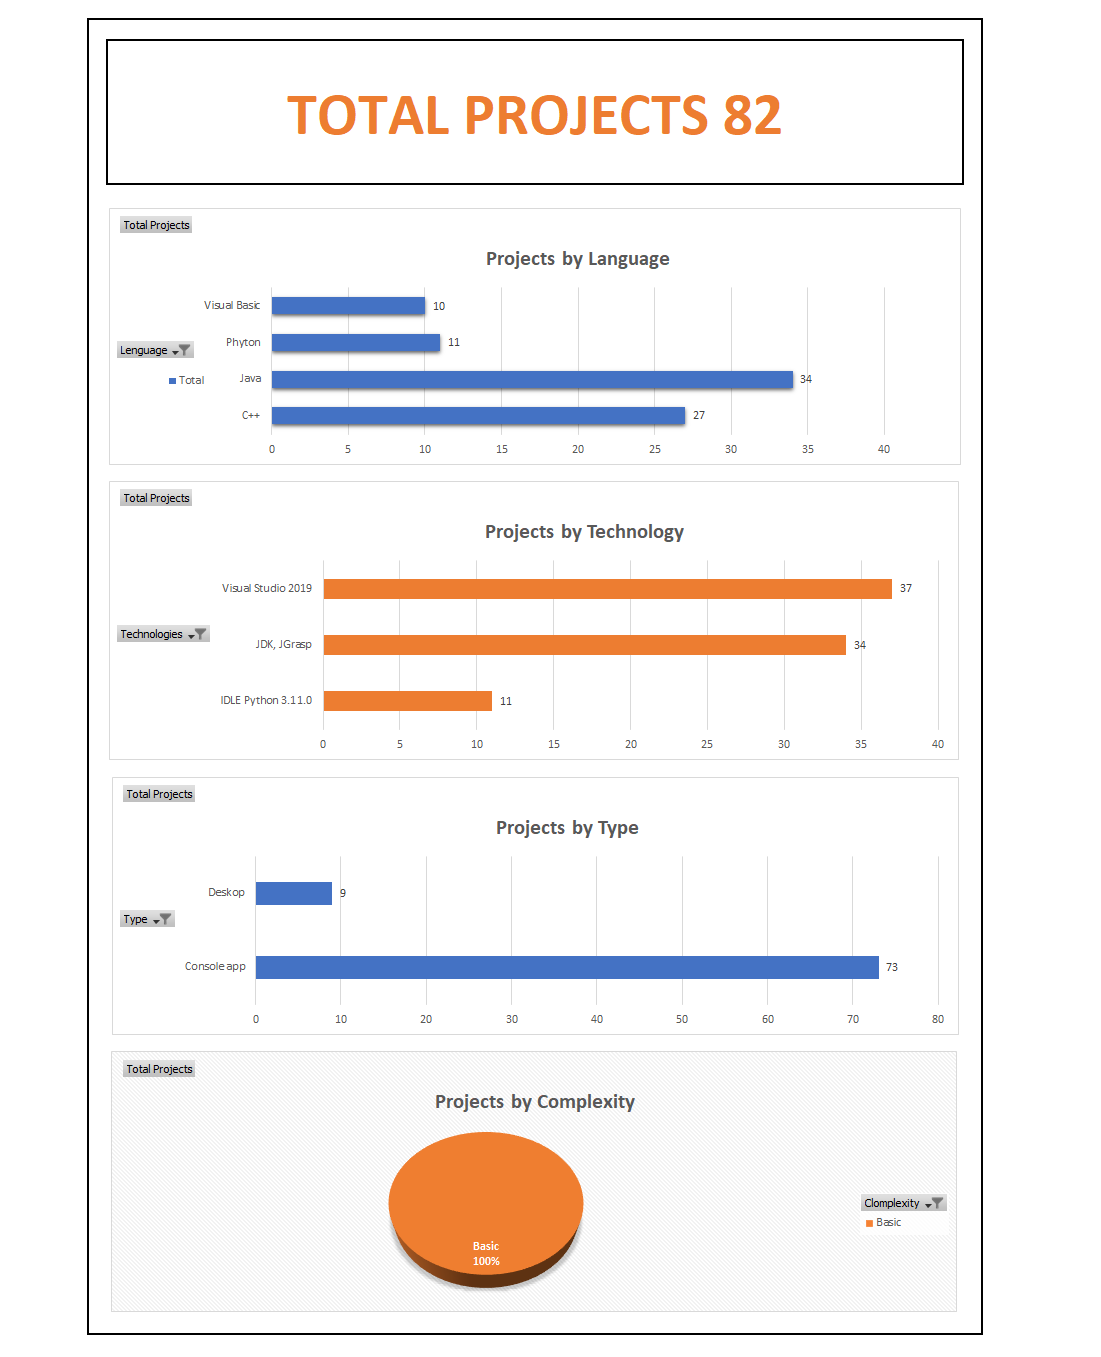 TOTAL PROJECTS 82
Total Projects
Projects by Language
Visual Basic
10
Phyton
11
Lenguage
Total
Java
34
C++
27
0 5 10 15 20 25 30 35 40
Total Projects
Projects by Technology
Visual Studio 2019
37
Technologies
JDK, JGrasp
34
IDLE Python 3.11.0
11
0 5 10 15 20 25 30 35 40
Total Projects
Projects by Type
Deskop
9
Type
Console app
73
0 10 20 30 40 50 60 70 80
Total Projects
Projects by Complexity
Clomplexity
Basic
Basic
100%